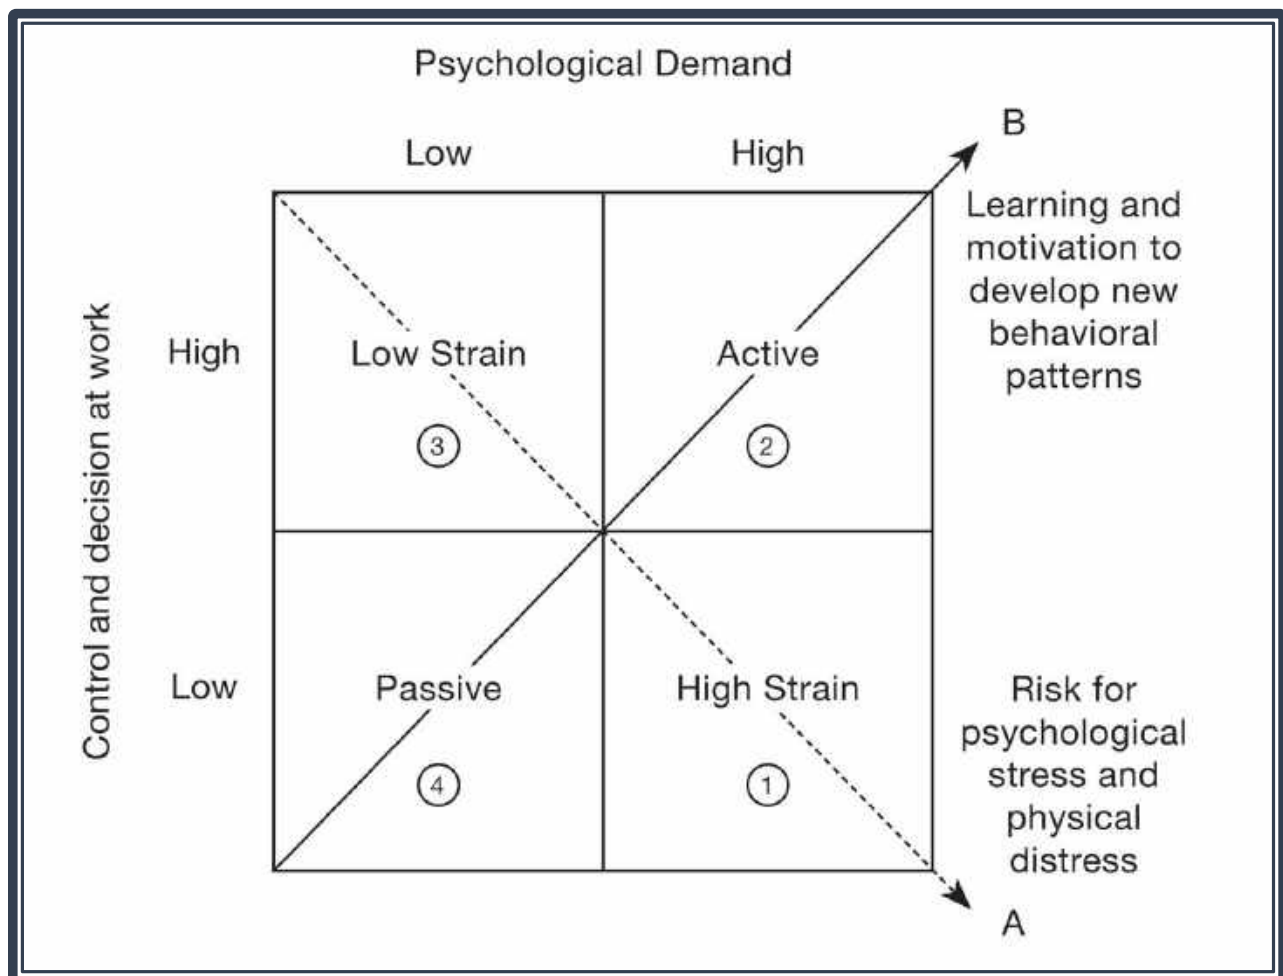 Psychological Demand
Low
High
B
Learning and
motivation to
develop new
behavioral
patterns
Control and decision at work
High
Low Strain
Active
3
2
Low
Passive
High Strain
4
1
Risk for
psychological
stress and
physical
distress
A